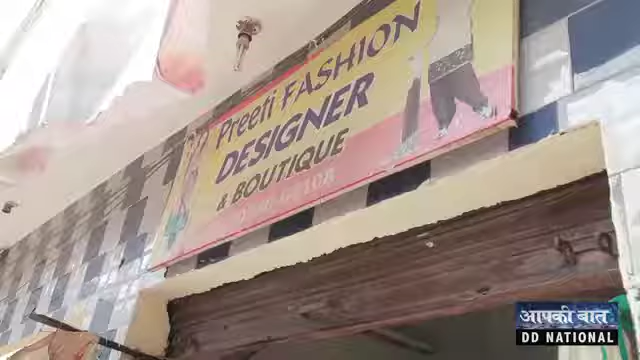 Preeti FASHION
DESIGNER
& BOUTIQUE
आपकी बात
DD NATIONAL